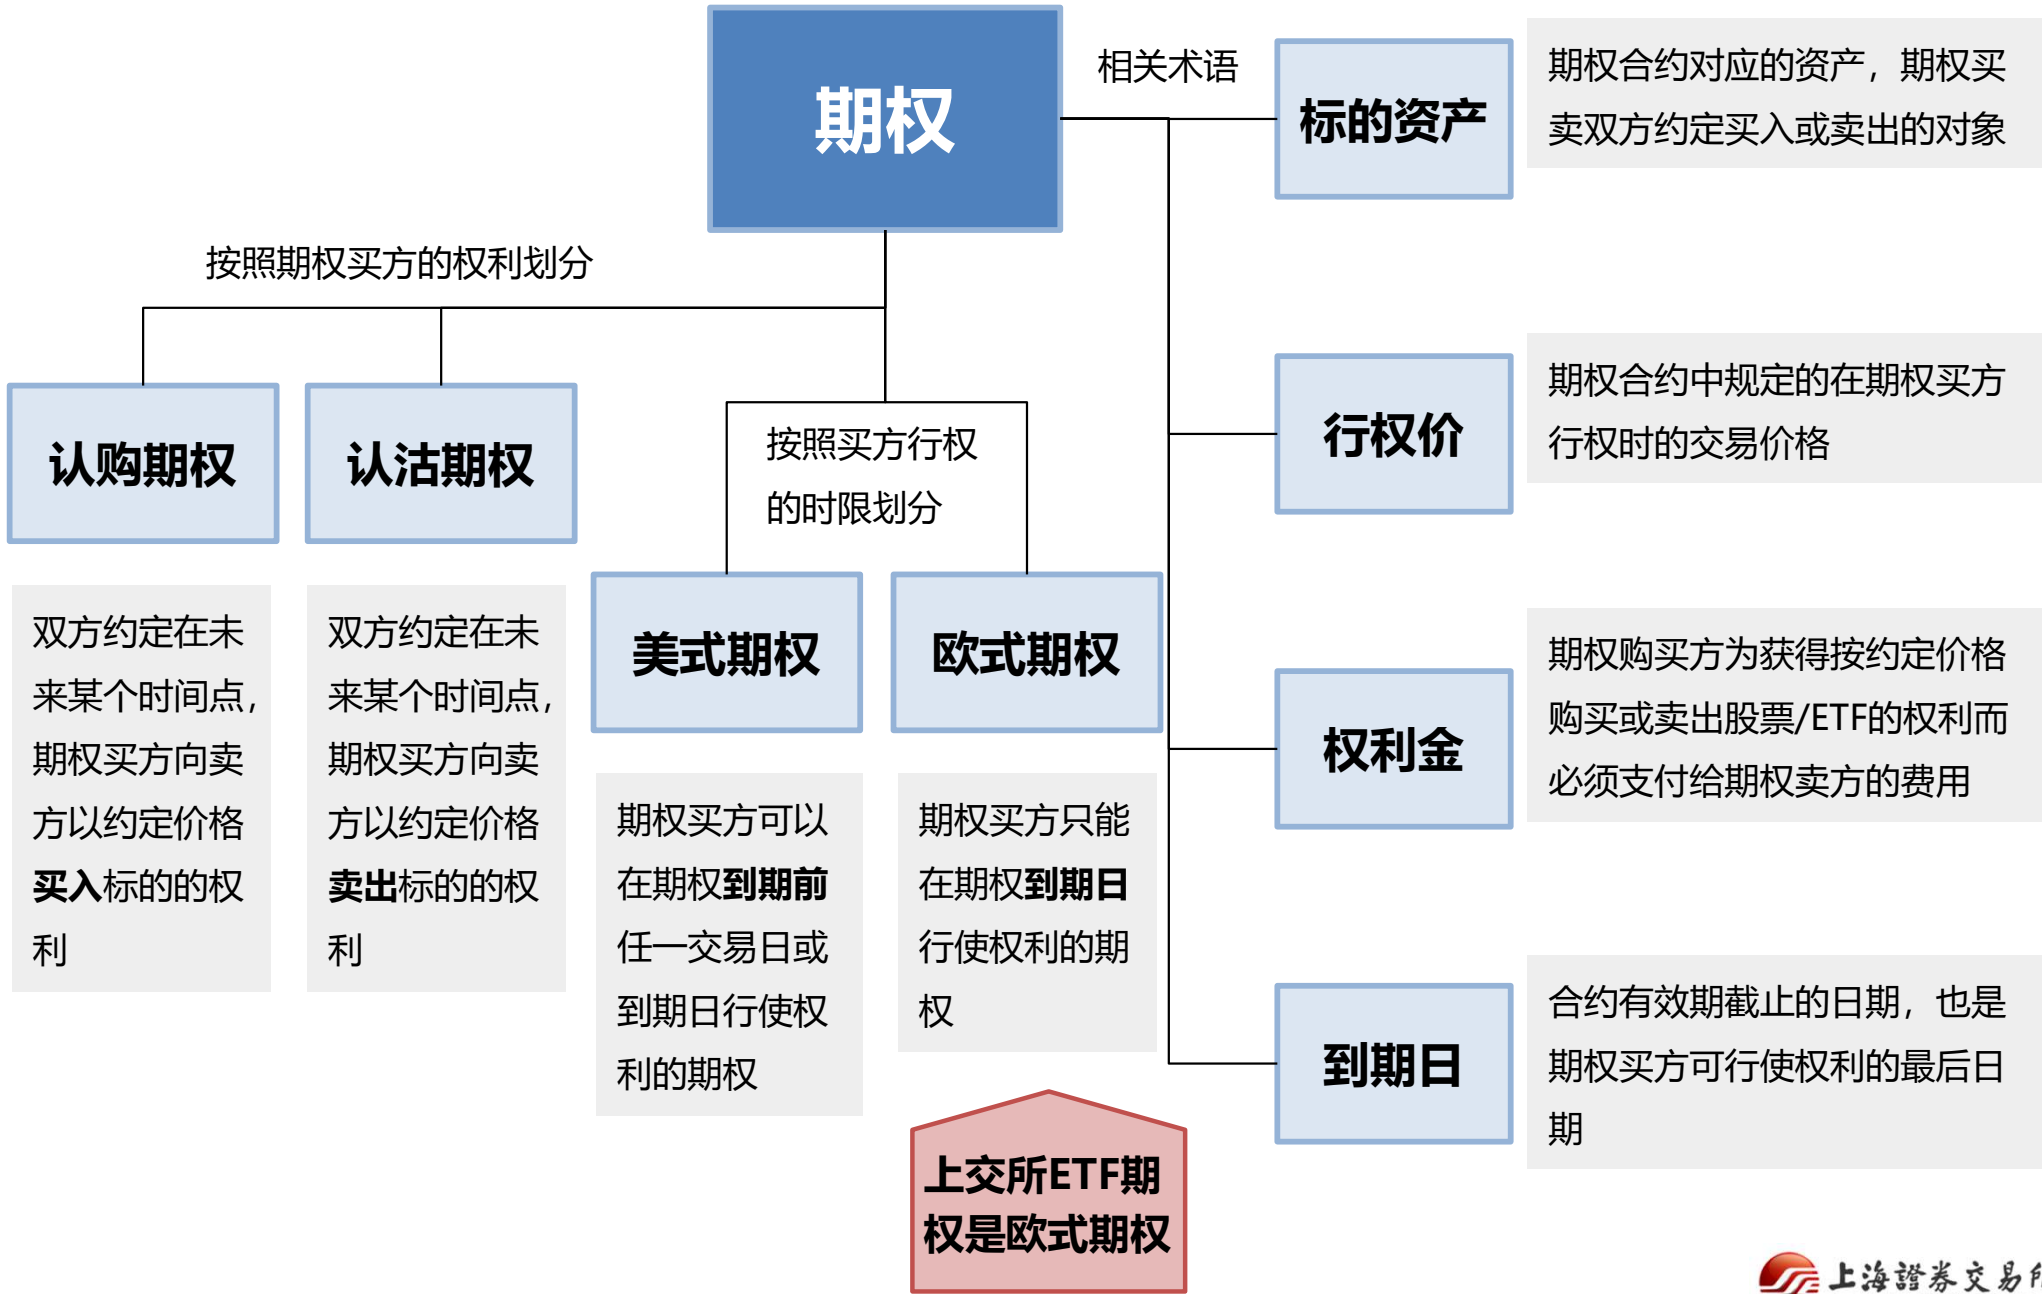 期权
相关术语
标的资产
期权合约对应的资产，期权买
卖双方约定买入或卖出的对象
按照期权买方的权利划分
认购期权
认沽期权
双方约定在未
来某个时间点，
期权买方向卖
方以约定价格
买入标的的权
利
双方约定在未
来某个时间点，
期权买方向卖
方以约定价格
卖出标的的权
利
按照买方行权
的时限划分
美式期权
欧式期权
期权买方可以
在期权到期前
任一交易日或
到期日行使权
利的期权
期权买方只能
在期权到期日
行使权利的期
权
上交所ETF期
权是欧式期权
行权价
期权合约中规定的在期权买方
行权时的交易价格
权利金
期权购买方为获得按约定价格
购买或卖出股票/ETF的权利而
必须支付给期权卖方的费用
到期日
合约有效期截止的日期，也是
期权买方可行使权利的最后日
期
上海證券交易所